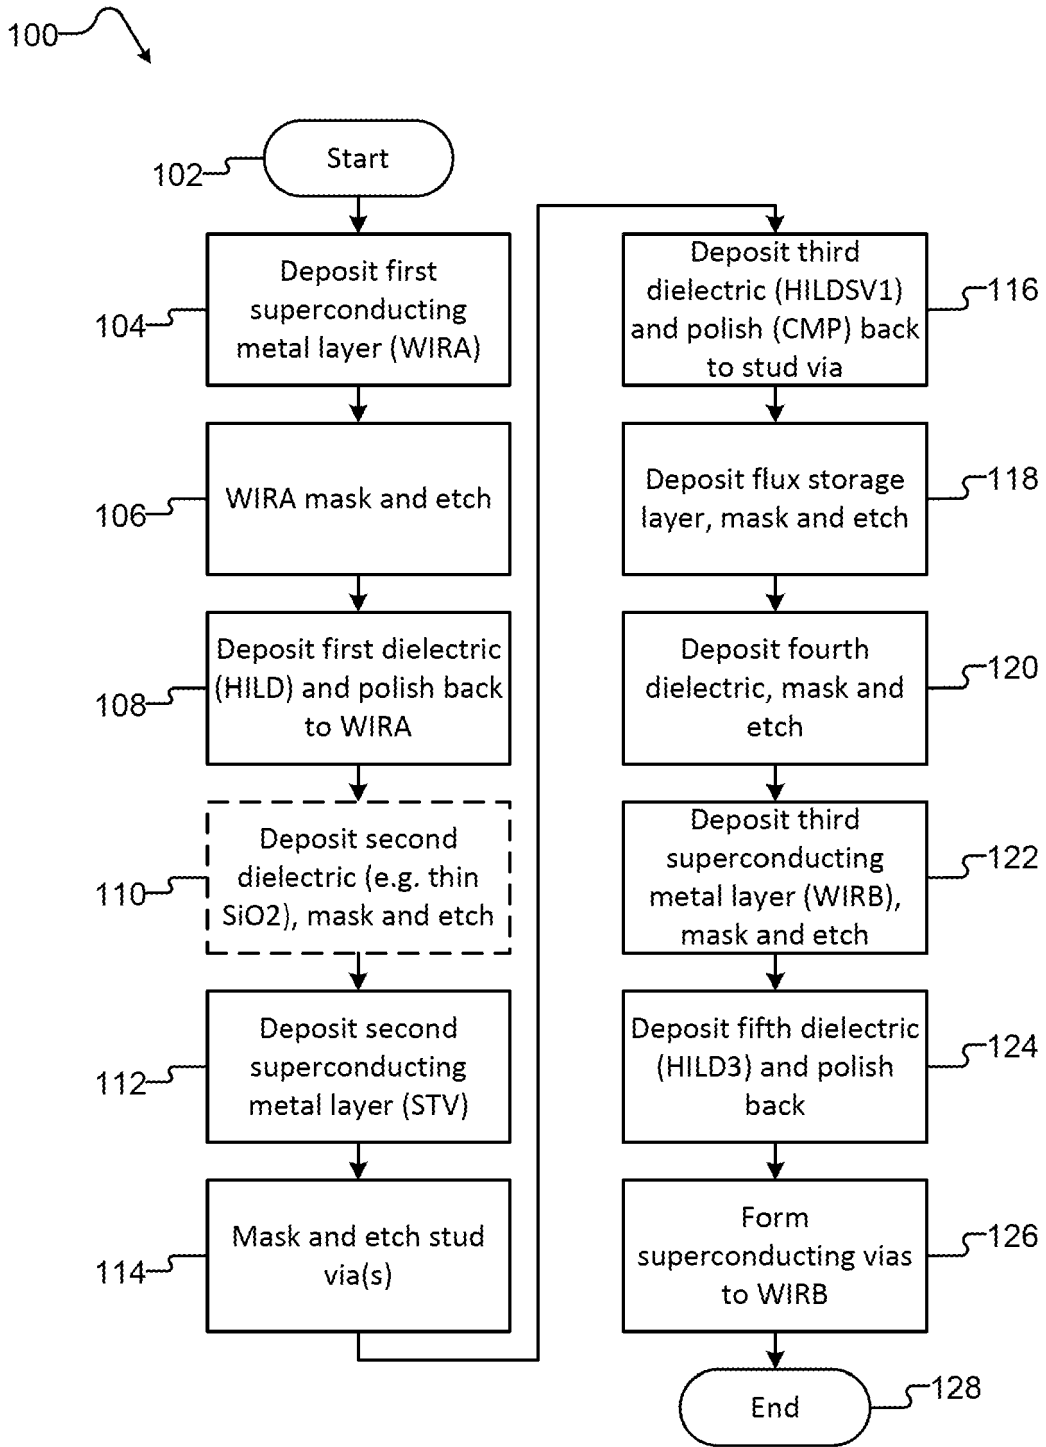 100
102
Start
104
Deposit first
superconducting
metal layer (WIRA)
106
WIRA mask and etch
108
Deposit first dielectric
(HILD) and polish back
to WIRA
110
Deposit second
dielectric (e.g. thin
SiO2), mask and etch
112
Deposit second
superconducting
metal layer (STV)
114
Mask and etch stud
via(s)
Deposit third
dielectric (HILDSV1)
and polish (CMP) back
to stud via
116
Deposit flux storage
layer, mask and etch
118
Deposit fourth
dielectric, mask and
etch
120
Deposit third
superconducting
metal layer (WIRB),
mask and etch
122
Deposit fifth dielectric
(HILD3) and polish
back
124
Form
superconducting vias
to WIRB
126
End
128